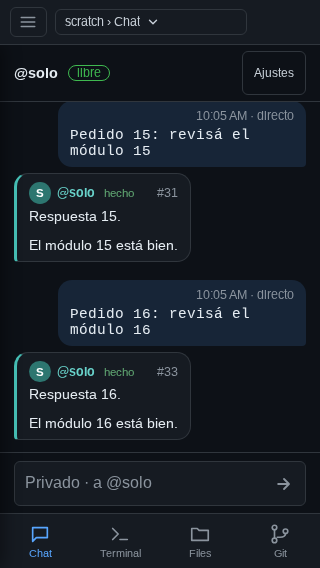 scratch › Chat
@solo libre Ajustes
10:05 AM · directo
Pedido 15: revisá el
módulo 15
S @solo hecho #31
Respuesta 15.
El módulo 15 está bien.
10:05 AM · directo
Pedido 16: revisá el
módulo 16
S @solo hecho #33
Respuesta 16.
El módulo 16 está bien.
Privado · a @solo
Chat Terminal Files Git